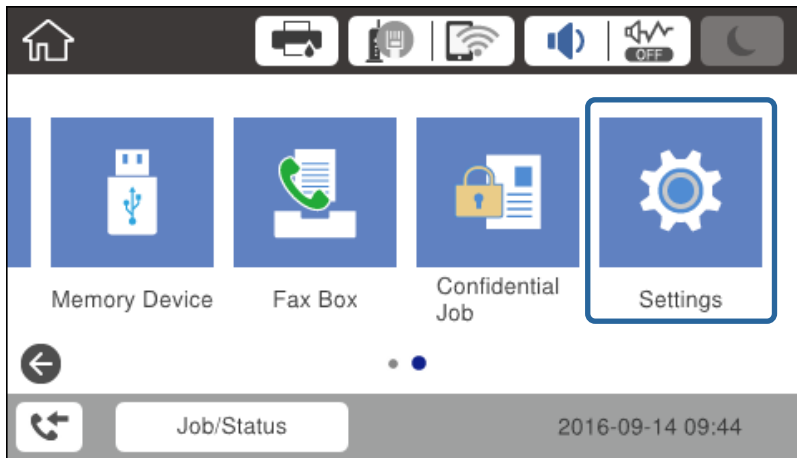 OFF
Memory Device
Fax Box
Confidential
Job
Settings
Job/Status
2016-09-14 09:44